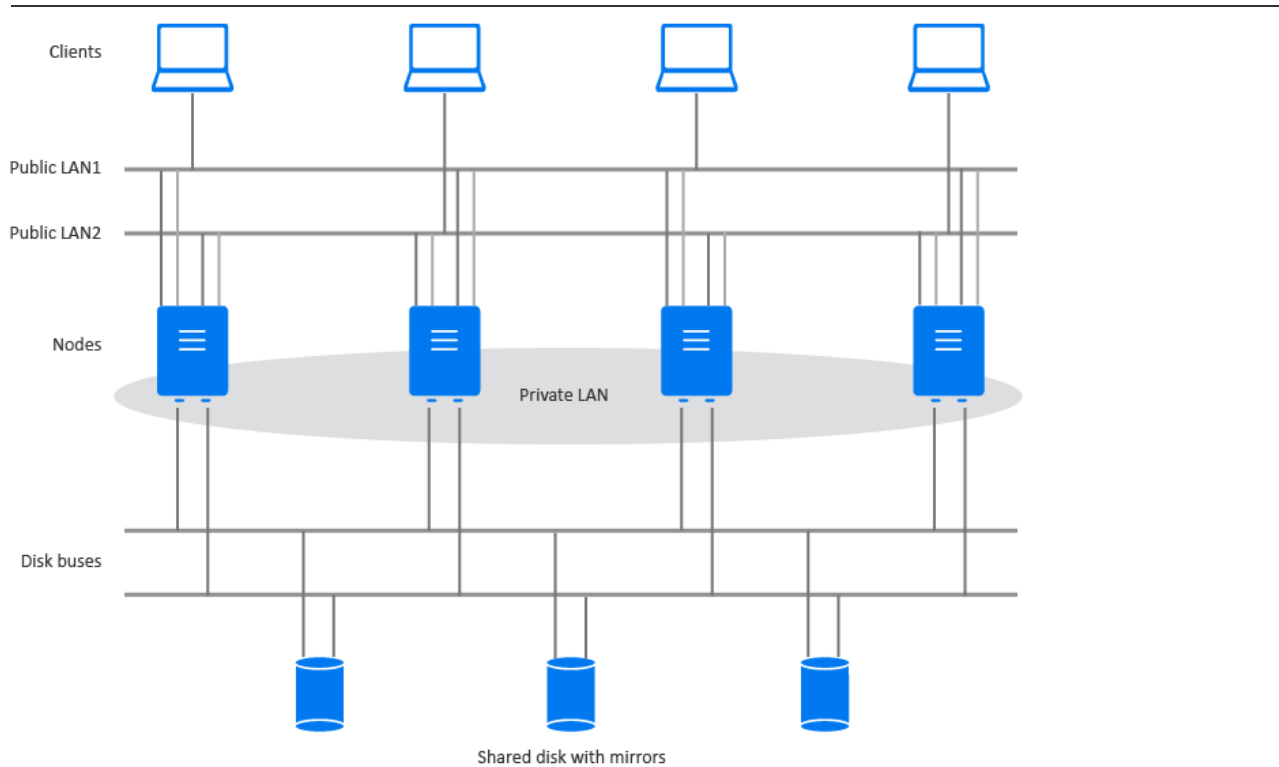 Clients
Public LAN1
Public LAN2
Nodes
Private LAN
Disk buses
Shared disk with mirrors